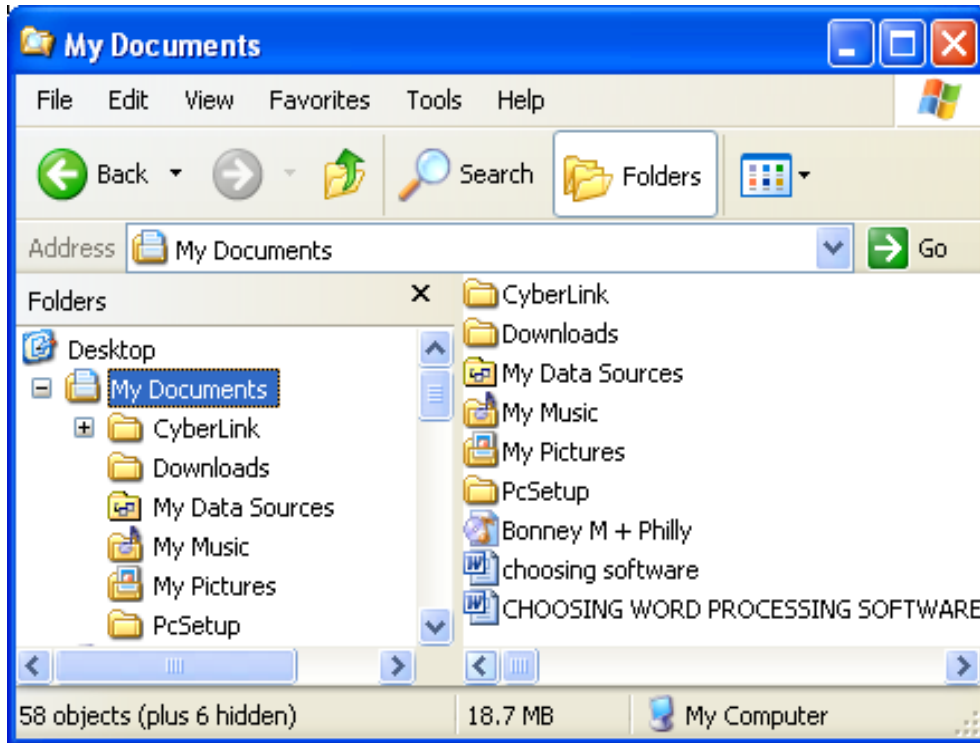 My Documents
File Edit View Favorites Tools Help
Back Search Folders
Address My Documents Go
Folders
Desktop
My Documents
CyberLink
Downloads
My Data Sources
My Music
My Pictures
PcSetup
CyberLink
Downloads
My Data Sources
My Music
My Pictures
PcSetup
Bonney M + Philly
choosing software
CHOOSING WORD PROCESSING SOFTWARE
58 objects (plus 6 hidden) 18.7 MB My Computer